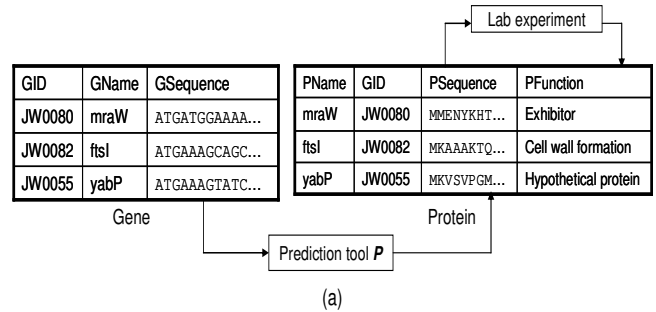 Lab experiment
GID GName GSequence
JW0080 mraW ATGATGGAAAA...
JW0082 ftsI ATGAAAGCAGC...
JW0055 yabP ATGAAAGTATC...
Gene
PName GID PSequence PFunction
mraW JW0080 MMENYKHT... Exhibitor
ftsI JW0082 MKAAAKTQ... Cell wall formation
yabP JW0055 MKVSVPGM... Hypothetical protein
Protein
Prediction tool P
(a)